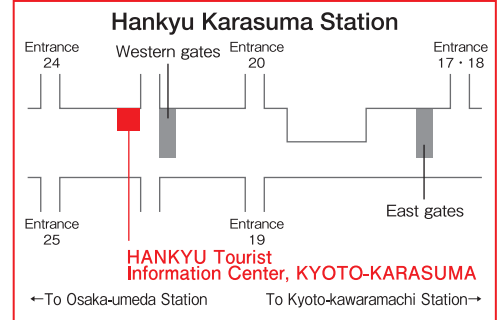 Hankyu Karasuma Station
Entrance
24
Western gates
Entrance
20
Entrance
17・18
Entrance
25
Entrance
19
East gates
HANKYU Tourist
Information Center, KYOTO-KARASUMA
←To Osaka-umeda Station
To Kyoto-kawaramachi Station→